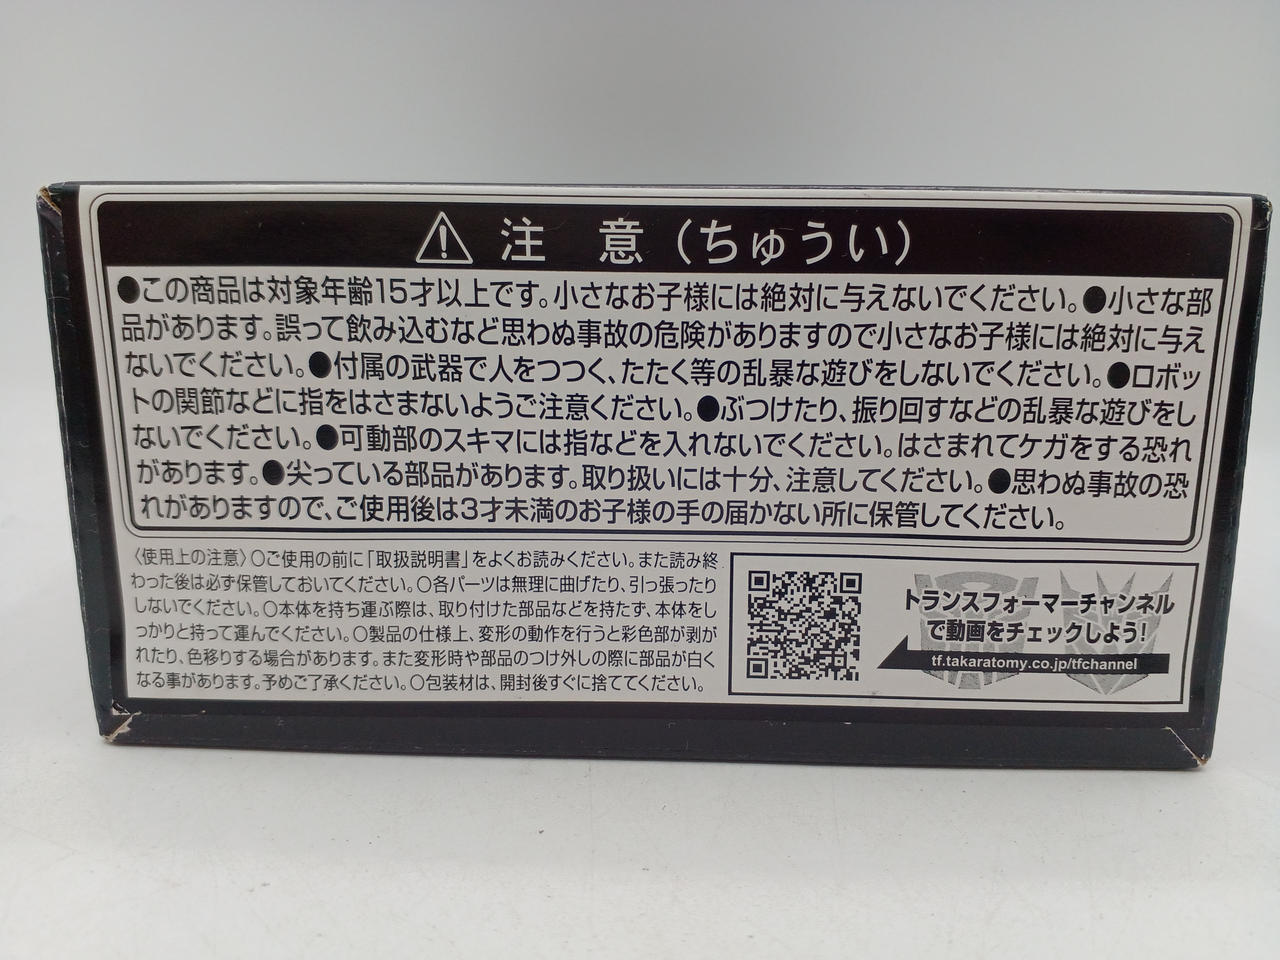 注 意（ちゅうい）
●この商品は対象年齢15才以上です。小さなお子様には絶対に与えないでください。●小さな部
品があります。誤って飲み込むなど思わぬ事故の危険がありますので小さなお子様には絶対に与え
ないでください。●付属の武器で人をつつく、たたく等の乱暴な遊びをしないでください。●ロボッ
トの関節などに指をはさまないようご注意ください。●ぶつけたり、振り回すなどの乱暴な遊びをし
ないでください。●可動部のスキマには指などを入れないでください。はさまれてケガをする恐れ
があります。●尖っている部品があります。取り扱いには十分、注意してください。●思わぬ事故の恐
れがありますので、ご使用後は3才未満のお子様の手の届かない所に保管してください。
〈使用上の注意〉○ご使用の前に「取扱説明書」をよくお読みください。また読み終
わった後は必ず保管しておいてください。○各パーツは無理に曲げたり、引っ張ったり
しないでください。○本体を持ち運ぶ際は、取り付けた部品などを持たず、本体をし
っかりと持って運んでください。○製品の仕様上、変形の動作を行うと彩色部が剥が
れたり、色移りする場合があります。また変形時や部品のつけ外しの際に部品が白く
なる事があります。予めご了承ください。○包装材は、開封後すぐに捨ててください。
トランスフォーマーチャンネル
で動画をチェックしよう!
tf.takaratomy.co.jp/tfchannel